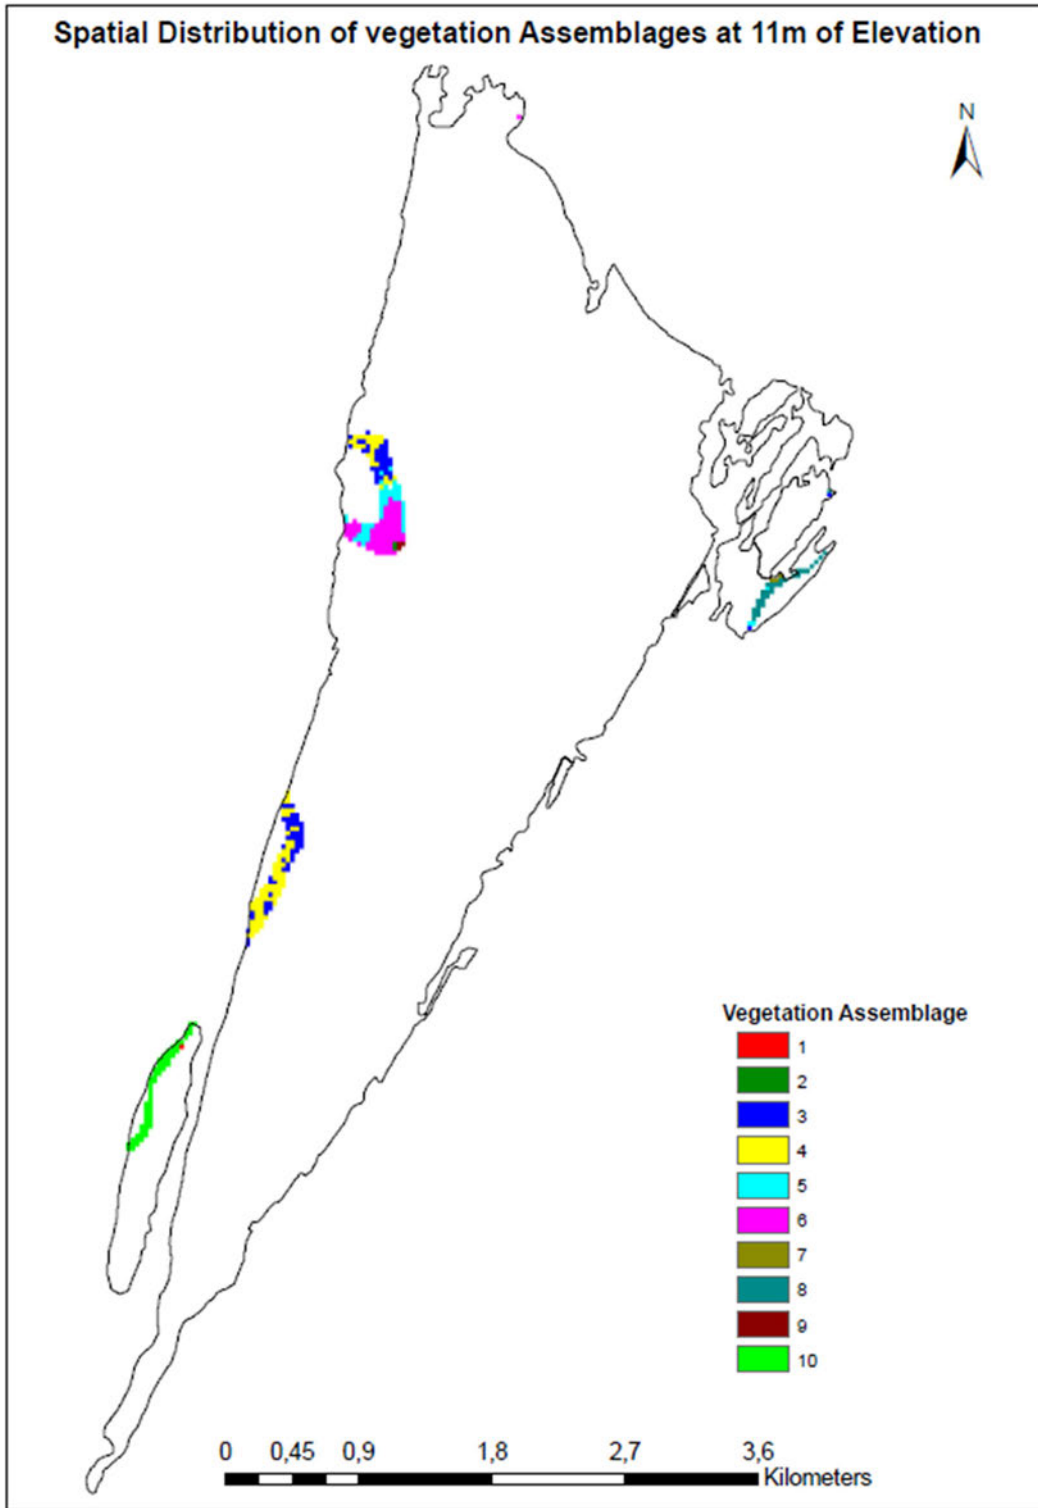 Spatial Distribution of vegetation Assemblages at 11m of Elevation
N
Vegetation Assemblage
1
2
3
4
5
6
7
8
9
10
0 0,45 0,9 1,8 2,7 3,6
Kilometers